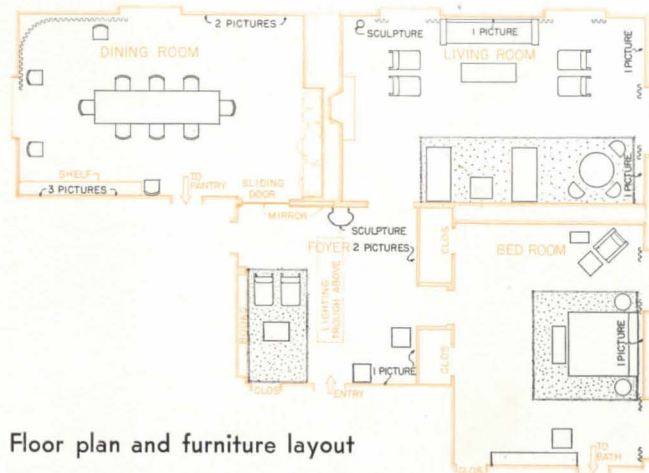 2 PICTURES
DINING ROOM
SCULPTURE
1 PICTURE
LIVING ROOM
1 PICTURE
SHELF
3 PICTURES
TO
PANTRY
SLIDING
DOOR
MIRROR
1 PICTURE
SCULPTURE
FOYER
2 PICTURES
CLOS
BED ROOM
LIGHTING
TROUGH ABOVE
1 PICTURE
CLOS
1 PICTURE
CLOS
ENTRY
TO
BATH
CLOS
Floor plan and furniture layout